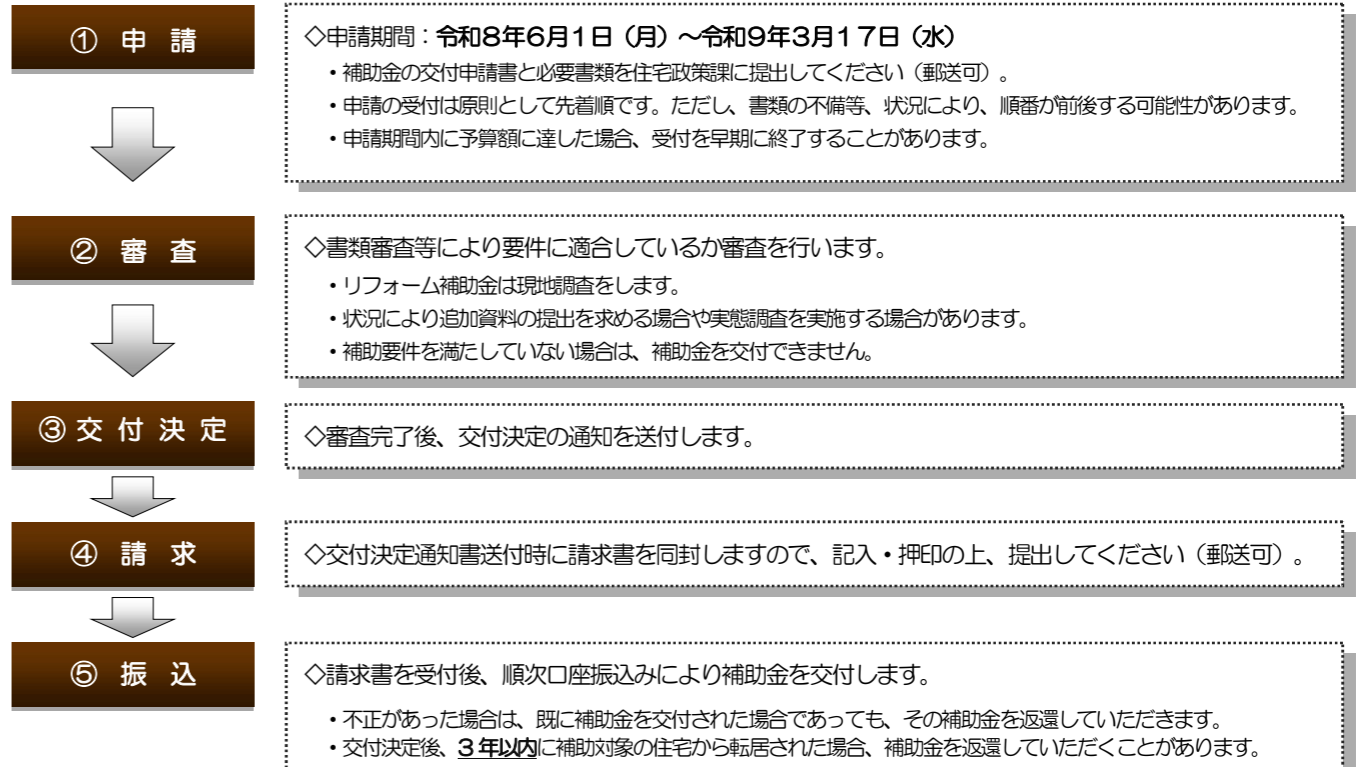 ① 申 請
◇申請期間：令和8年6月1日（月）～令和9年3月17日（水）
・補助金の交付申請書と必要書類を住宅政策課に提出してください（郵送可）。
・申請の受付は原則として先着順です。ただし、書類の不備等、状況により、順番が前後する可能性があります。
・申請期間内に予算額に達した場合、受付を早期に終了することがあります。
② 審 査
◇書類審査等により要件に適合しているか審査を行います。
・リフォーム補助金は現地調査をします。
・状況により追加資料の提出を求める場合や実態調査を実施する場合があります。
・補助要件を満たしていない場合は、補助金を交付できません。
③ 交 付 決 定
◇審査完了後、交付決定の通知を送付します。
④ 請 求
◇交付決定通知書送付時に請求書を同封しますので、記入・押印の上、提出してください（郵送可）。
⑤ 振 込
◇請求書を受付後、順次口座振込みにより補助金を交付します。
・不正があった場合は、既に補助金を交付された場合であっても、その補助金を返還していただきます。
・交付決定後、３年以内に補助対象の住宅から転居された場合、補助金を返還していただくことがあります。